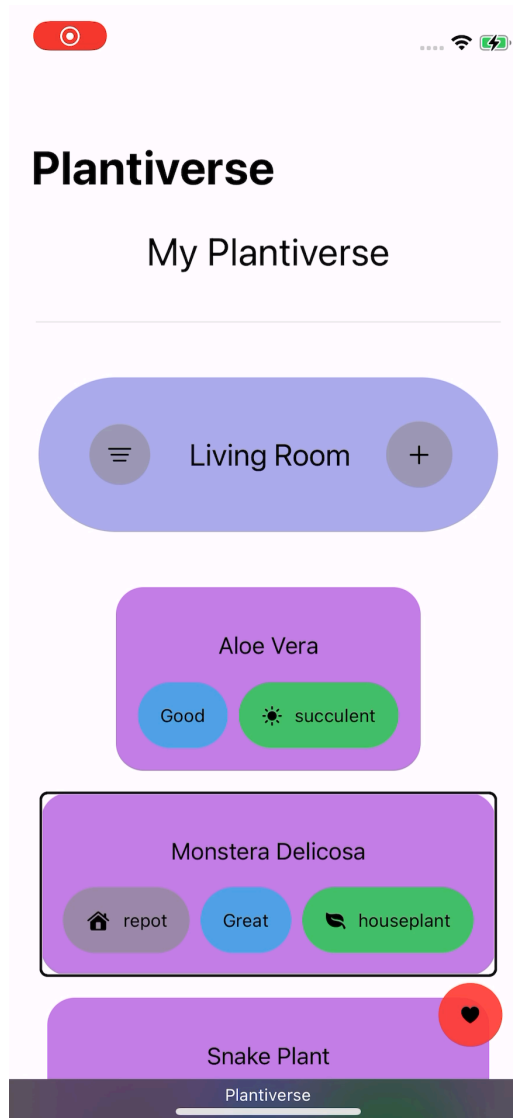 Plantiverse
My Plantiverse
Living Room
Aloe Vera
Good succulent
Monstera Delicosa
repot Great houseplant
Snake Plant
Plantiverse